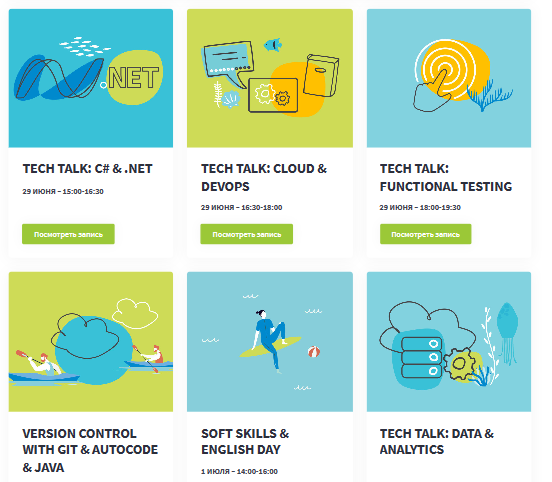 .NET
TECH TALK: C# & .NET
29 ИЮНЯ – 15:00-16:30
Посмотреть запись
TECH TALK: CLOUD &
DEVOPS
29 ИЮНЯ – 16:30-18:00
Посмотреть запись
TECH TALK:
FUNCTIONAL TESTING
29 ИЮНЯ – 18:00-19:30
Посмотреть запись
VERSION CONTROL
WITH GIT & AUTOCODE
& JAVA
SOFT SKILLS &
ENGLISH DAY
1 ИЮЛЯ – 14:00-16:00
TECH TALK: DATA &
ANALYTICS